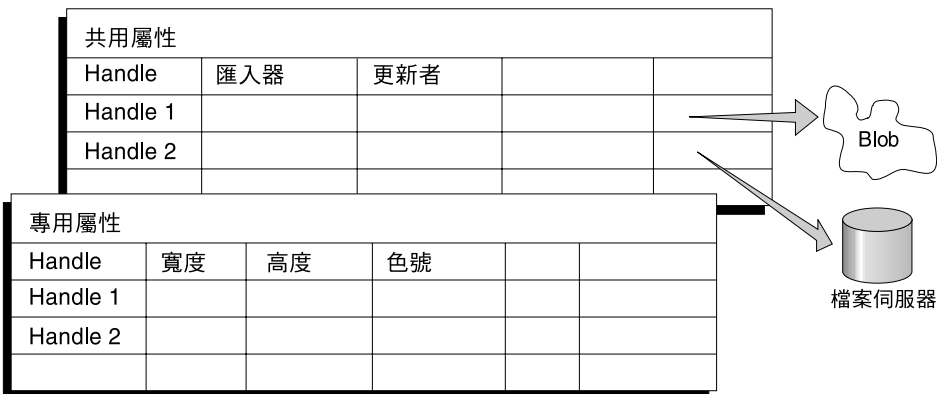 共用屬性
Handle 匯入器 更新者
Handle 1
Handle 2
Blob
檔案伺服器
專用屬性
Handle 寬度 高度 色號
Handle 1
Handle 2